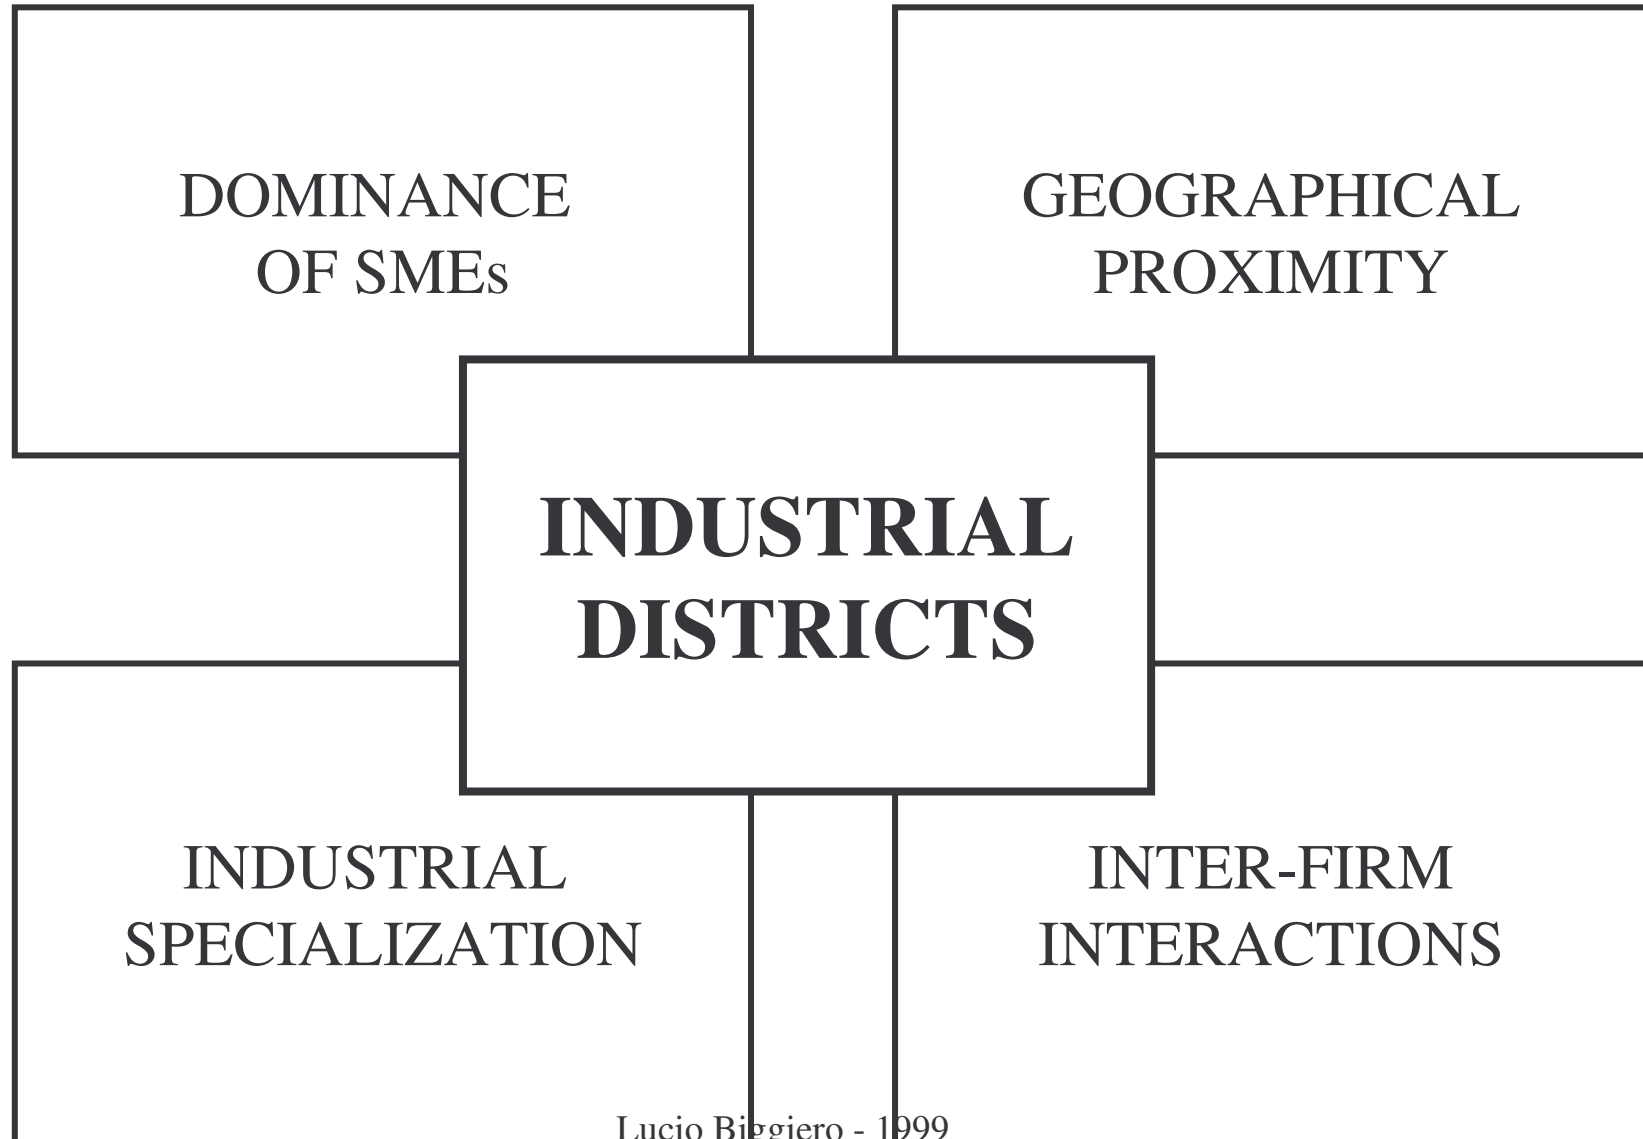 DOMINANCE
OF SMEs
GEOGRAPHICAL
PROXIMITY
INDUSTRIAL
DISTRICTS
INDUSTRIAL
SPECIALIZATION
INTER-FIRM
INTERACTIONS
Lucio Biggiero - 1999